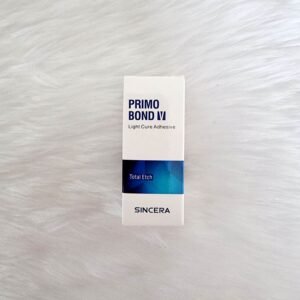 PRIMO
BOND V
Light Cure Adhesive
Total Etch
SINCERA